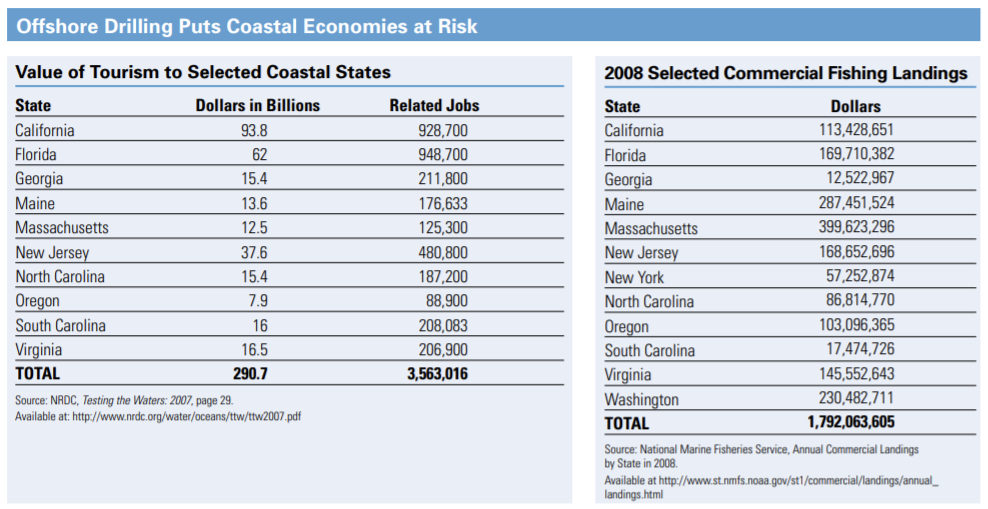 Offshore Drilling Puts Coastal Economies at Risk
Value of Tourism to Selected Coastal States
State Dollars in Billions Related Jobs
California 93.8 928,700
Florida 62 948,700
Georgia 15.4 211,800
Maine 13.6 176,633
Massachusetts 12.5 125,300
New Jersey 37.6 480,800
North Carolina 15.4 187,200
Oregon 7.9 88,900
South Carolina 16 208,083
Virginia 16.5 206,900
TOTAL 290.7 3,563,016
Source: NRDC, Testing the Waters: 2007, page 29.
Available at: http://www.nrdc.org/water/oceans/ttw/ttw2007.pdf
2008 Selected Commercial Fishing Landings
State Dollars
California 113,428,651
Florida 169,710,382
Georgia 12,522,967
Maine 287,451,524
Massachusetts 399,623,296
New Jersey 168,652,696
New York 57,252,874
North Carolina 86,814,770
Oregon 103,096,365
South Carolina 17,474,726
Virginia 145,552,643
Washington 230,482,711
TOTAL 1,792,063,605
Source: National Marine Fisheries Service, Annual Commercial Landings
by State in 2008.
Available at http://www.st.nmfs.noaa.gov/st1/commercial/landings/annual_
landings.html